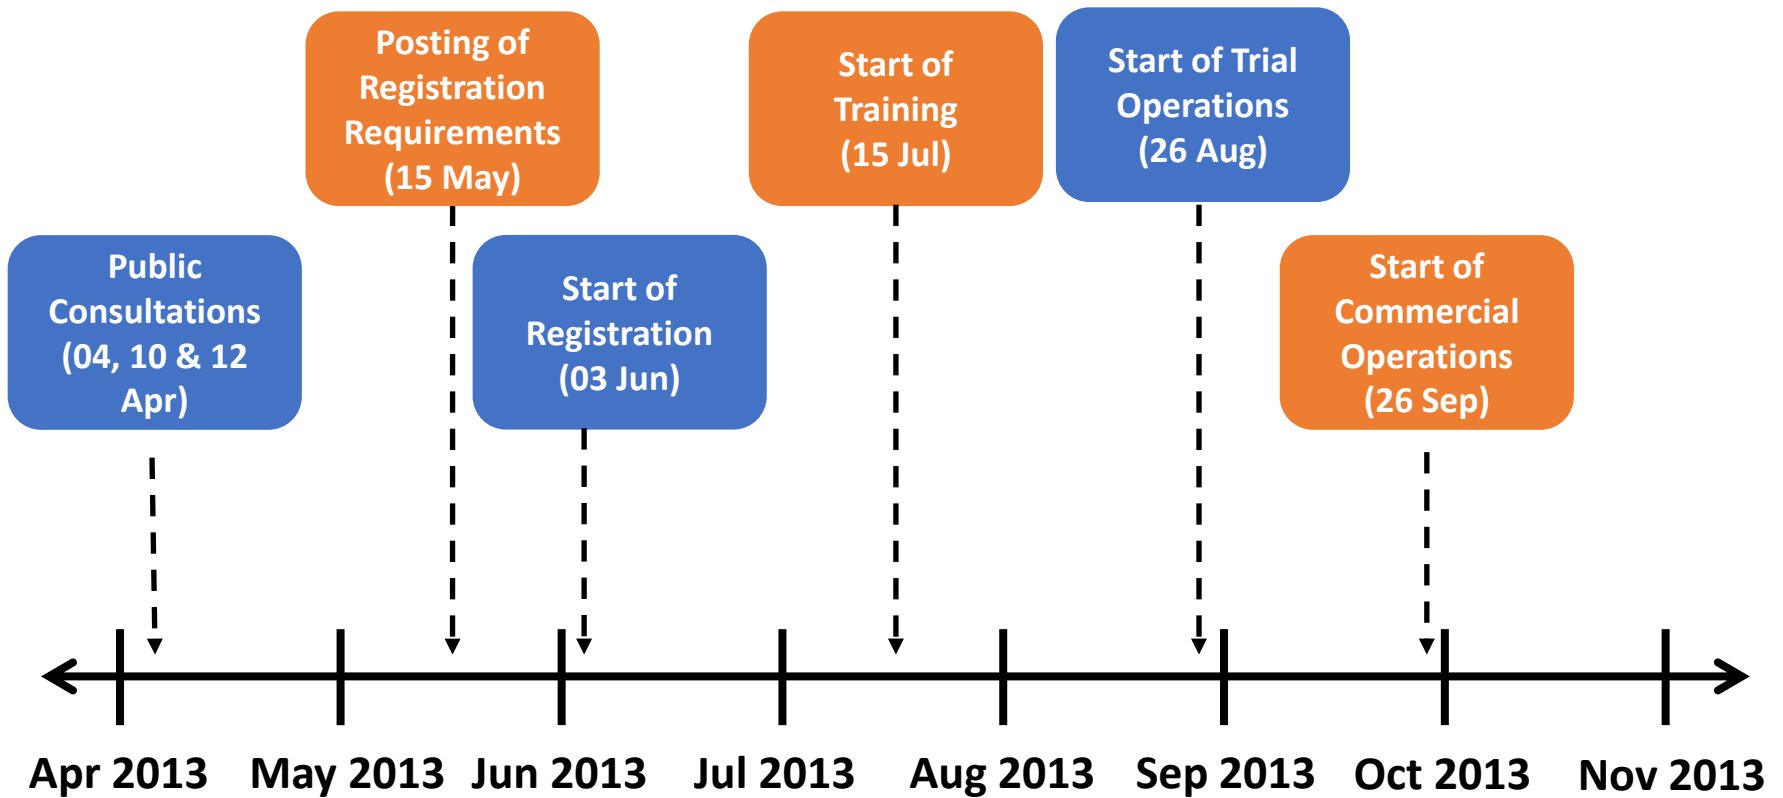 Posting of
Registration
Requirements
(15 May)
Start of
Training
(15 Jul)
Start of Trial
Operations
(26 Aug)
Public
Consultations
(04, 10 & 12
Apr)
Start of
Registration
(03 Jun)
Start of
Commercial
Operations
(26 Sep)
Apr 2013
May 2013
Jun 2013
Jul 2013
Aug 2013
Sep 2013
Oct 2013
Nov 2013